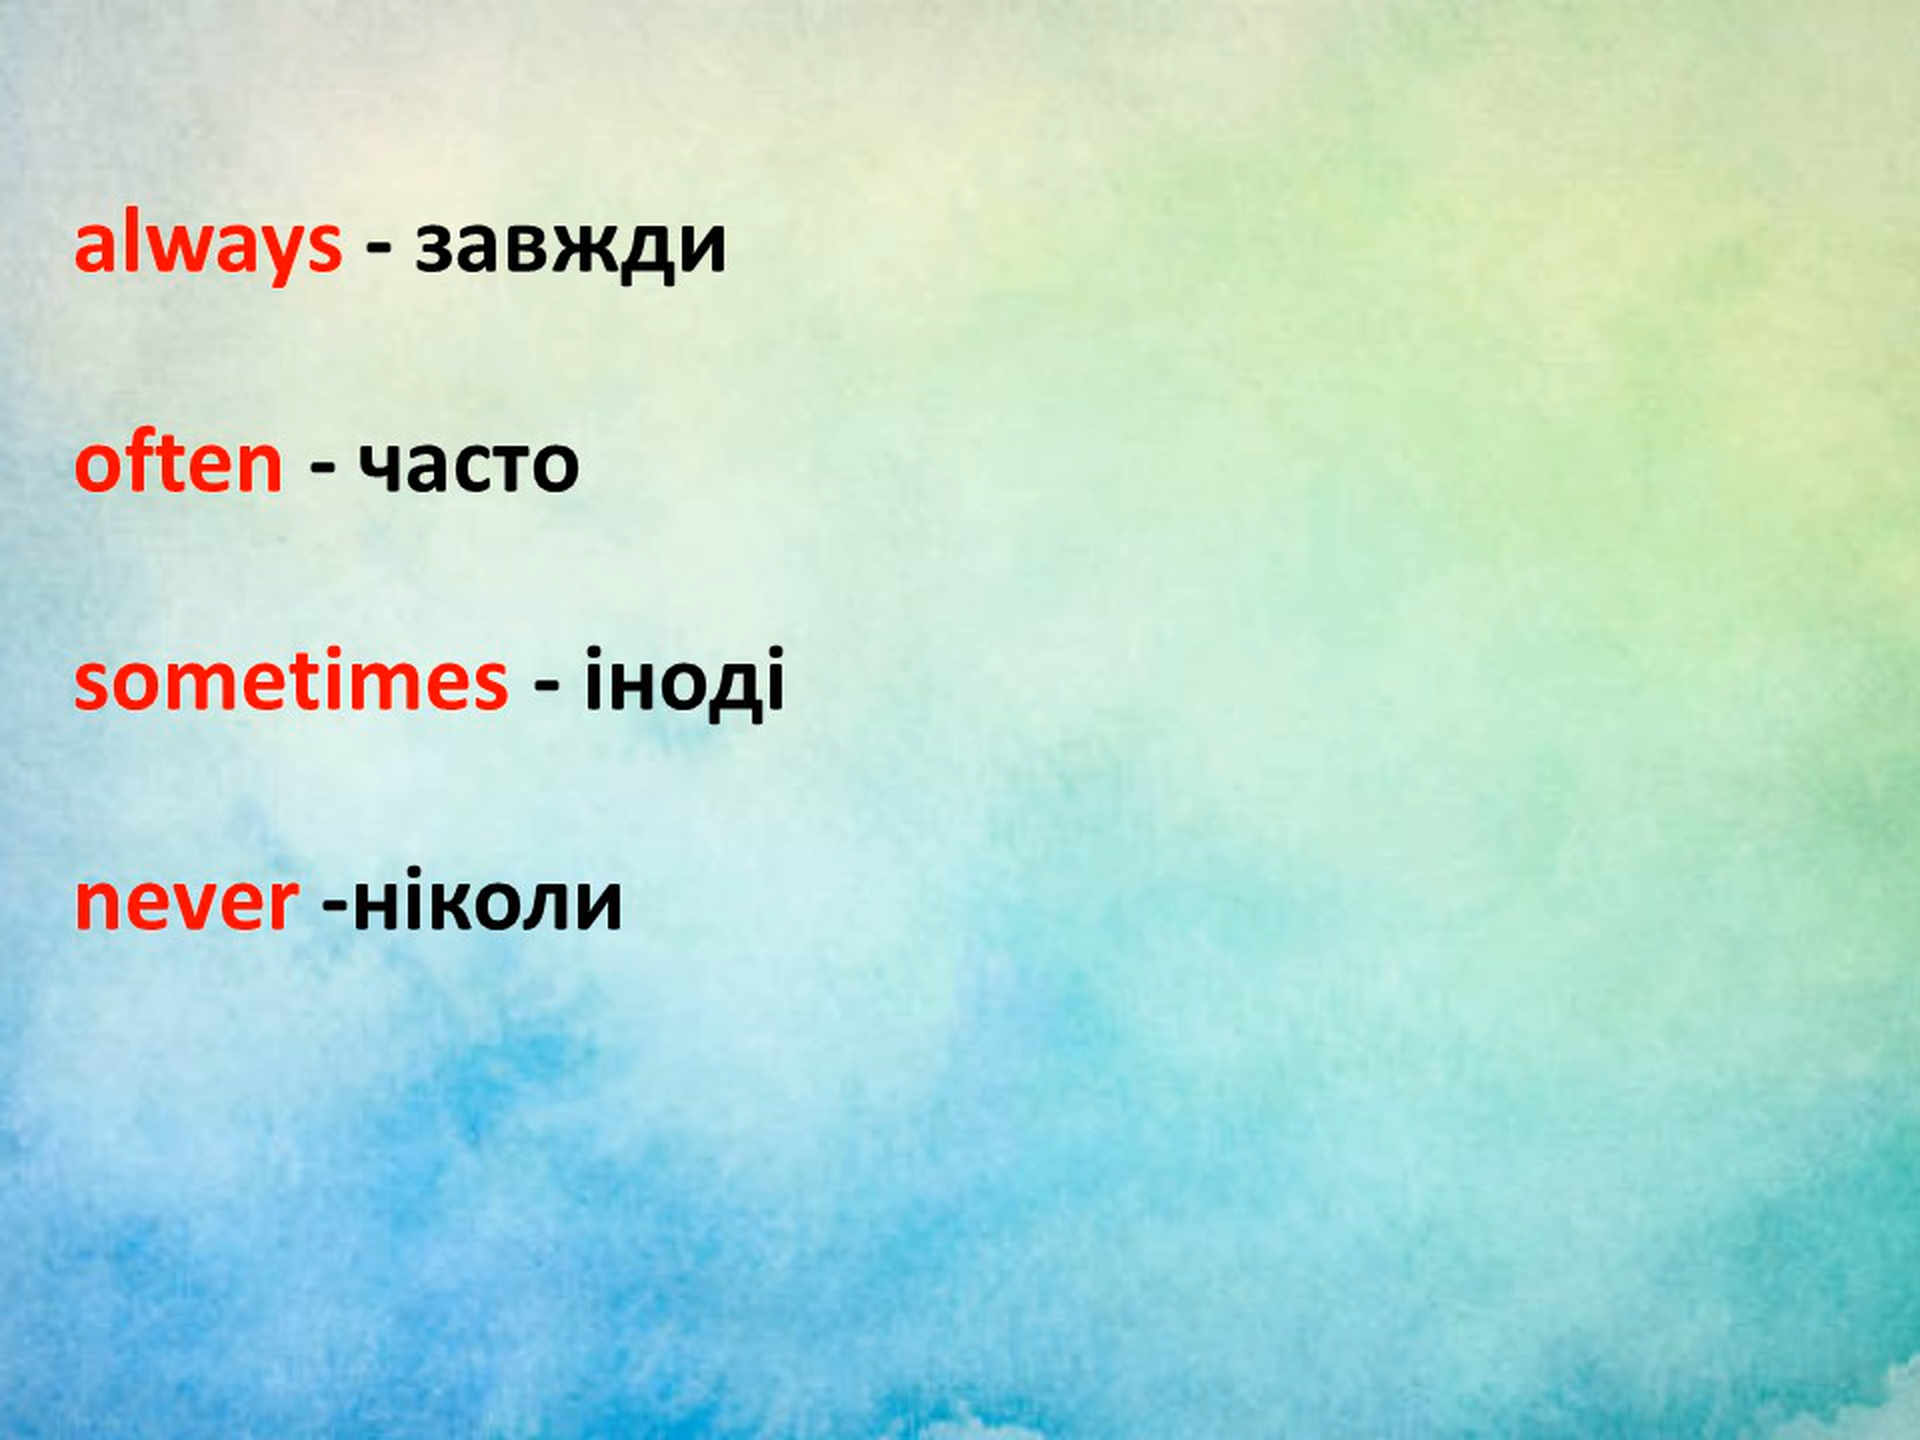 always - завжди
often - часто
sometimes - іноді
never -ніколи